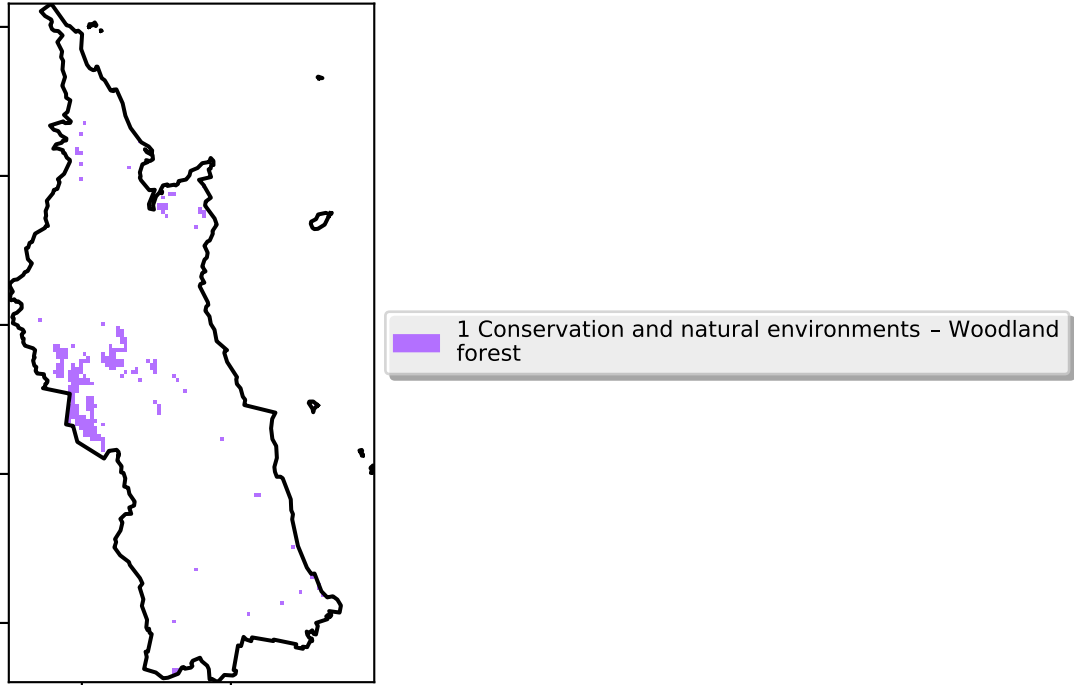 1 Conservation and natural environments – Woodland
forest